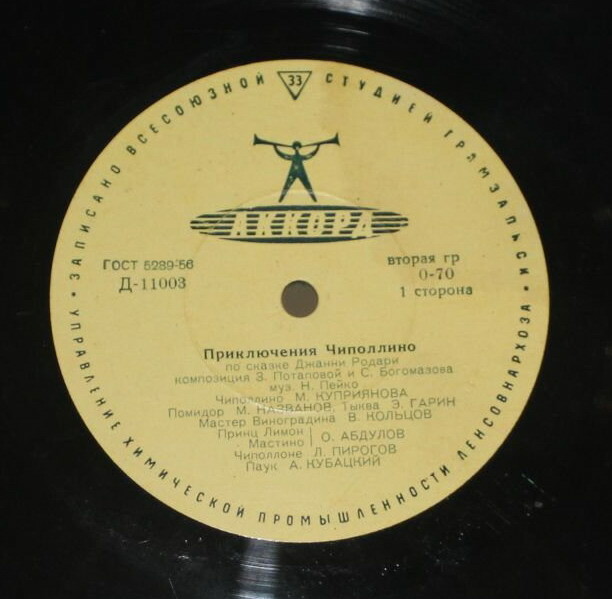 ЗАПИСАНО ВСЕСОЮЗНОЙ 33 СТУДИЕЙ ГРАМЗАПИСИ
АККОРД
ГОСТ 5289-56
Д-11003
вторая гр
0-70
1 сторона
Приключения Чиполлино
по сказке Джанни Родари
композиция З. Потаповой и С. Богомазова
муз. Н. Пейко
Чиполлино М. КУПРИЯНОВА
Помидор М. НАЗВАНОВ, Тыква Э. ГАРИН
Мастер Виноградина В. КОЛЬЦОВ
Принц Лимон
Мастино
О. АБДУЛОВ
Чиполлоне Л. ПИРОГОВ
Паук А. КУБАЦКИЙ
УПРАВЛЕНИЕ ХИМИЧЕСКОЙ ПРОМЫШЛЕННОСТИ ЛЕНСОВНАРХОЗА